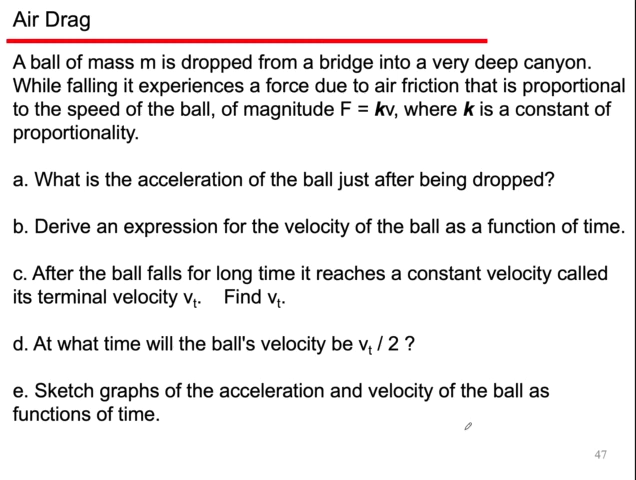 Air Drag
A ball of mass m is dropped from a bridge into a very deep canyon.
While falling it experiences a force due to air friction that is proportional
to the speed of the ball, of magnitude F = kv, where k is a constant of
proportionality.
a. What is the acceleration of the ball just after being dropped?
b. Derive an expression for the velocity of the ball as a function of time.
c. After the ball falls for long time it reaches a constant velocity called
its terminal velocity vₜ. Find vₜ.
d. At what time will the ball's velocity be vₜ / 2 ?
e. Sketch graphs of the acceleration and velocity of the ball as
functions of time.
47